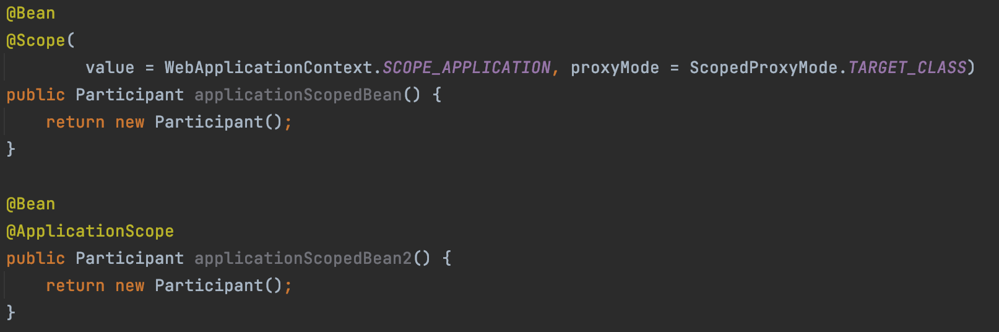 @Bean
@Scope(
        value = WebApplicationContext.SCOPE_APPLICATION, proxyMode = ScopedProxyMode.TARGET_CLASS)
public Participant applicationScopedBean() {
    return new Participant();
}

@Bean
@ApplicationScope
public Participant applicationScopedBean2() {
    return new Participant();
}